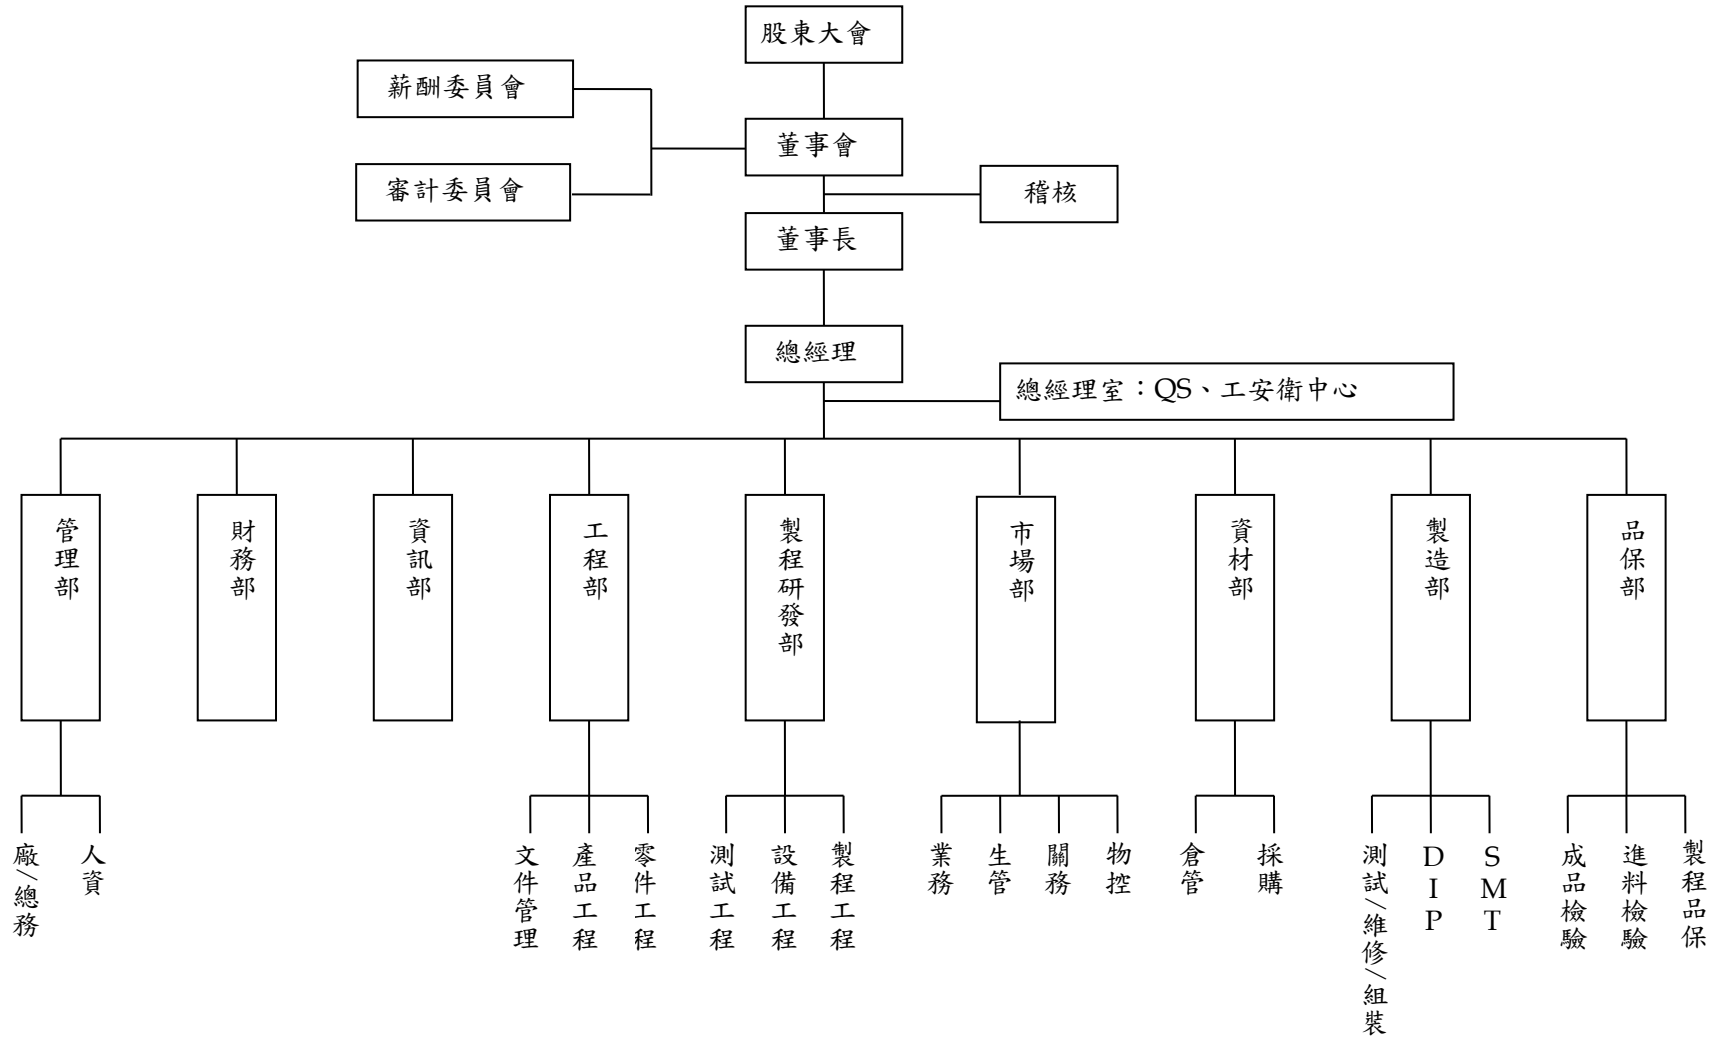 股東大會
薪酬委員會
董事會
審計委員會
稽核
董事長
總經理
總經理室：QS、工安衛中心
管理部
財務部
資訊部
工程部
製程研發部
市場部
資材部
製造部
品保部
廠/總務
人資
文件管理
產品工程
零件工程
測試工程
設備工程
製程工程
業務
生管
關務
物控
倉管
採購
測試/維修/組裝
DIP
SMT
成品檢驗
進料檢驗
製程品保